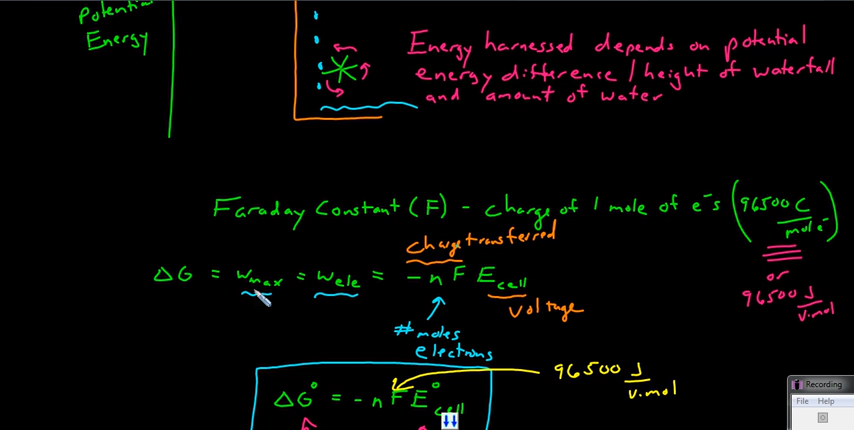 Potential
Energy
Energy harnessed depends on potential
energy difference / height of waterfall
and amount of water
Faraday Constant (F) - charge of 1 mole of e⁻s (96500 C/mole⁻)
or
96500 J/V·mol
charge transferred
ΔG = wmax = wele = -n F Ecell
voltage
# moles
electrons
96500 J/V·mol
ΔG° = -n F E°cell
Recording
File Help